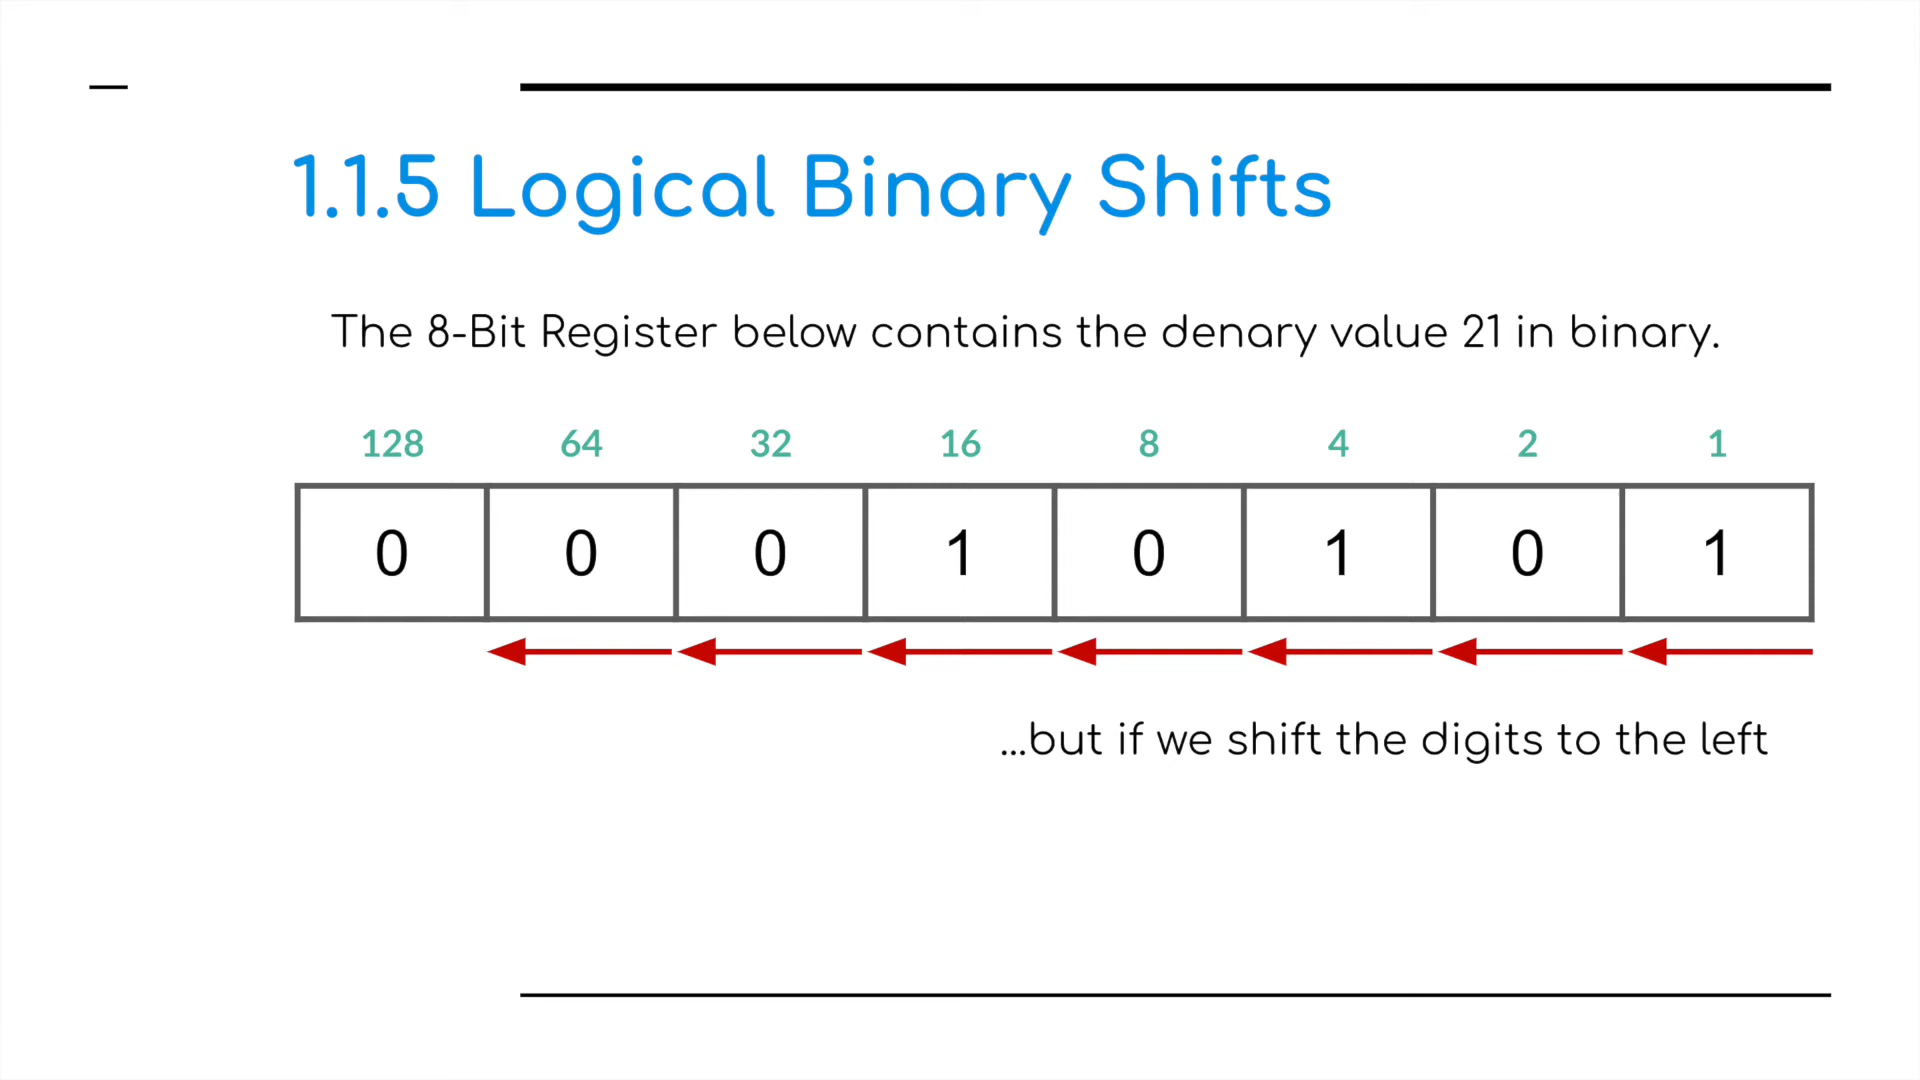 1.1.5 Logical Binary Shifts
The 8-Bit Register below contains the denary value 21 in binary.
128 64 32 16 8 4 2 1
0 0 0 1 0 1 0 1
...but if we shift the digits to the left